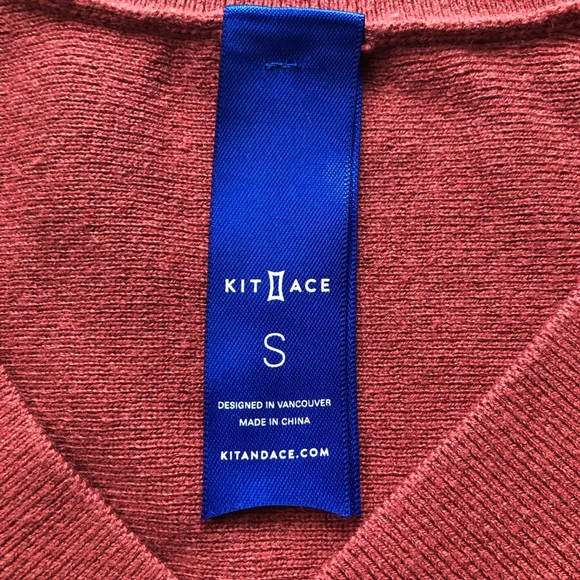 KIT ACE
S
DESIGNED IN VANCOUVER
MADE IN CHINA
KITANDACE.COM